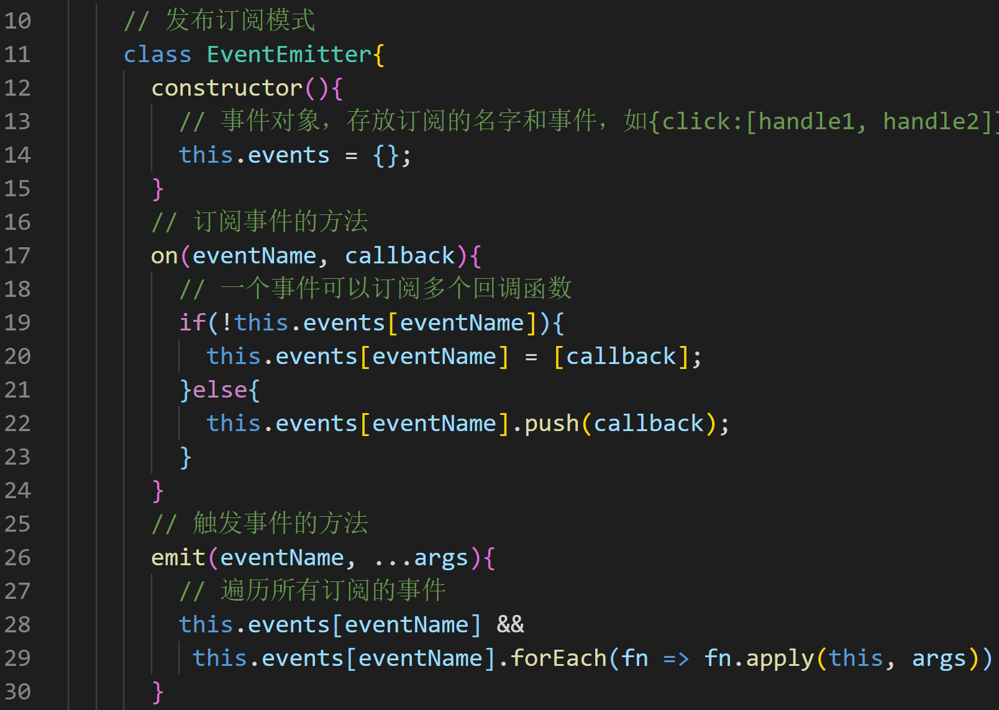 10 // 发布订阅模式
11 class EventEmitter{
12 constructor(){
13 // 事件对象，存放订阅的名字和事件，如{click:[handle1, handle2]}
14 this.events = {};
15 }
16 // 订阅事件的方法
17 on(eventName, callback){
18 // 一个事件可以订阅多个回调函数
19 if(!this.events[eventName]){
20 this.events[eventName] = [callback];
21 }else{
22 this.events[eventName].push(callback);
23 }
24 }
25 // 触发事件的方法
26 emit(eventName, ...args){
27 // 遍历所有订阅的事件
28 this.events[eventName] &&
29 this.events[eventName].forEach(fn => fn.apply(this, args))
30 }